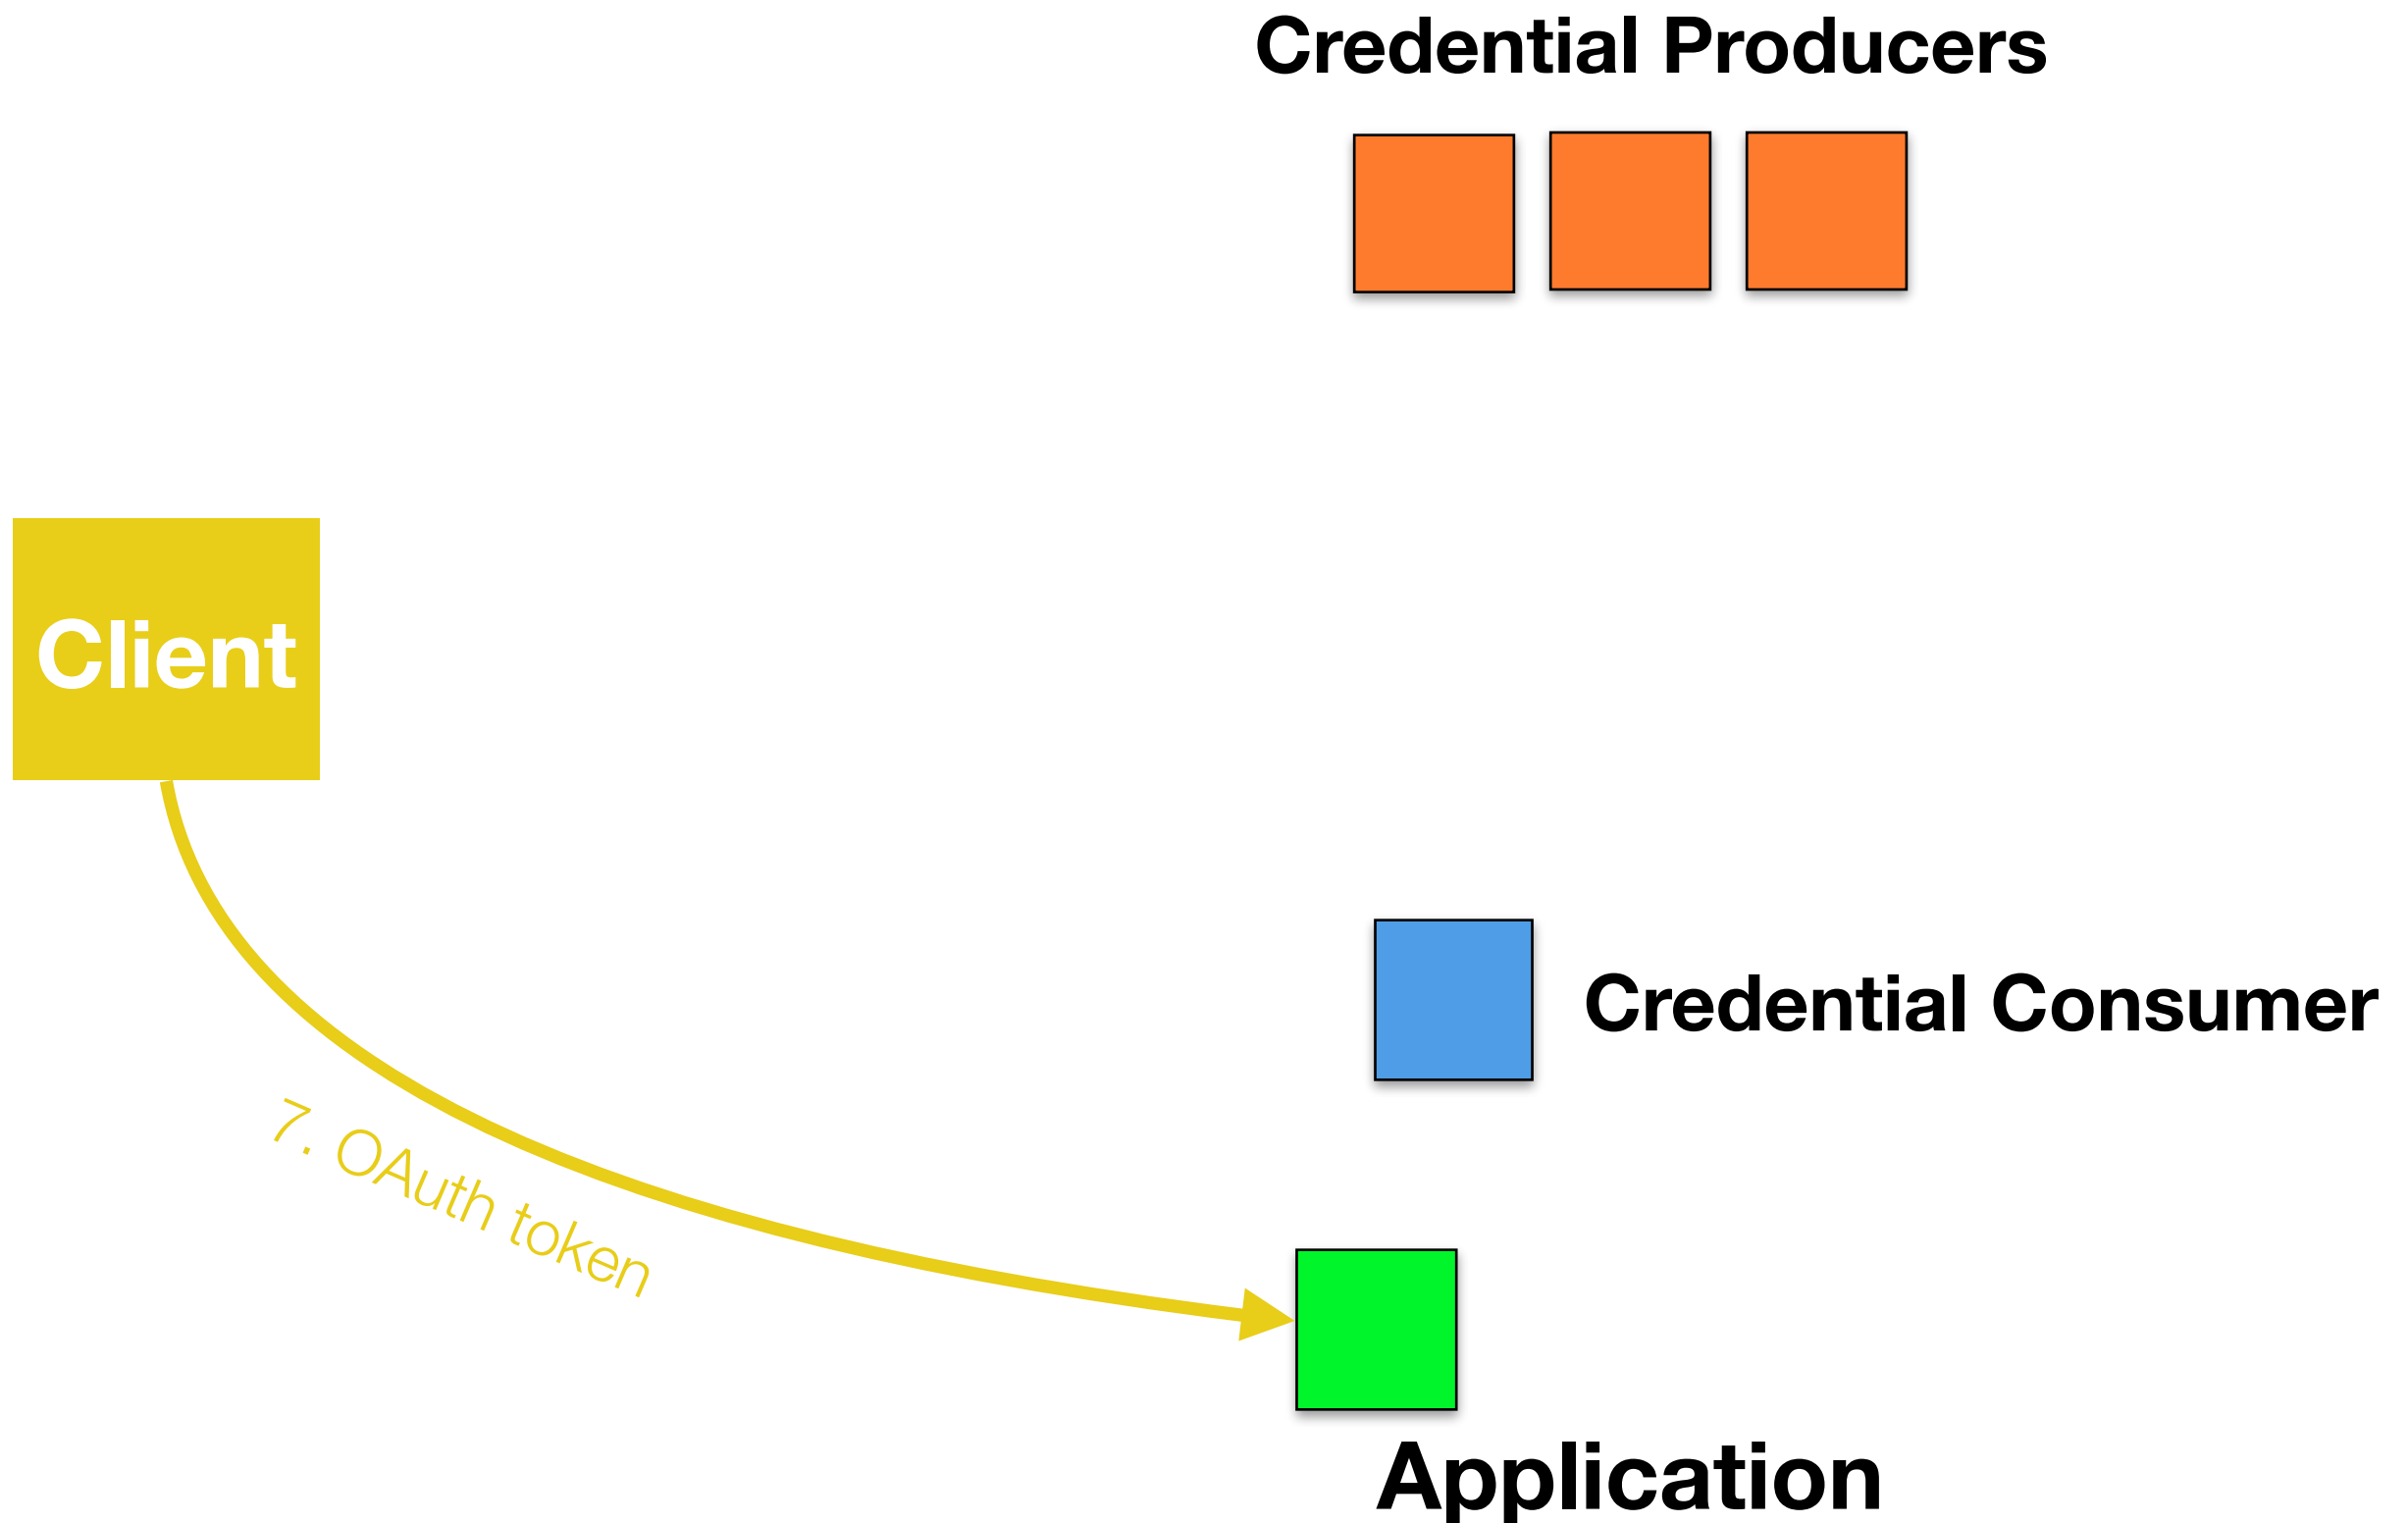 Credential Producers
Client
Credential Consumer
7. OAuth token
Application